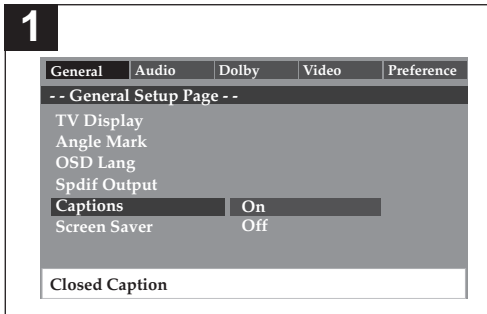 1
General Audio Dolby Video Preference
- - General Setup Page - -
TV Display
Angle Mark
OSD Lang
Spdif Output
Captions On
Screen Saver Off
Closed Caption